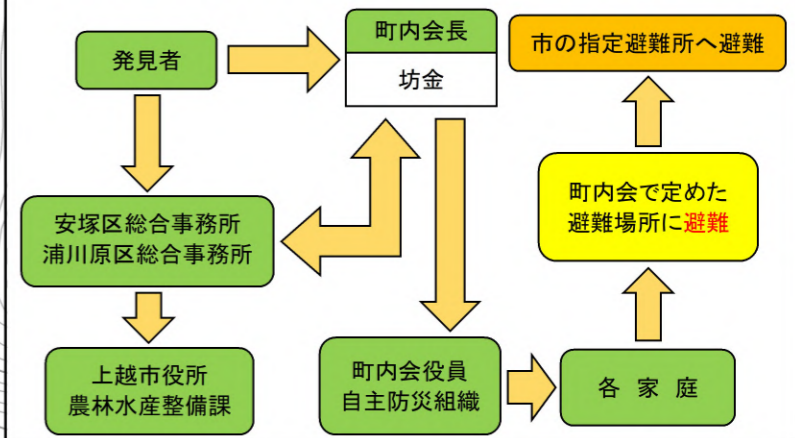 発見者
町内会長
坊金
市の指定避難所へ避難
安塚区総合事務所
浦川原区総合事務所
町内会で定めた
避難場所に避難
上越市役所
農林水産整備課
町内会役員
自主防災組織
各 家 庭